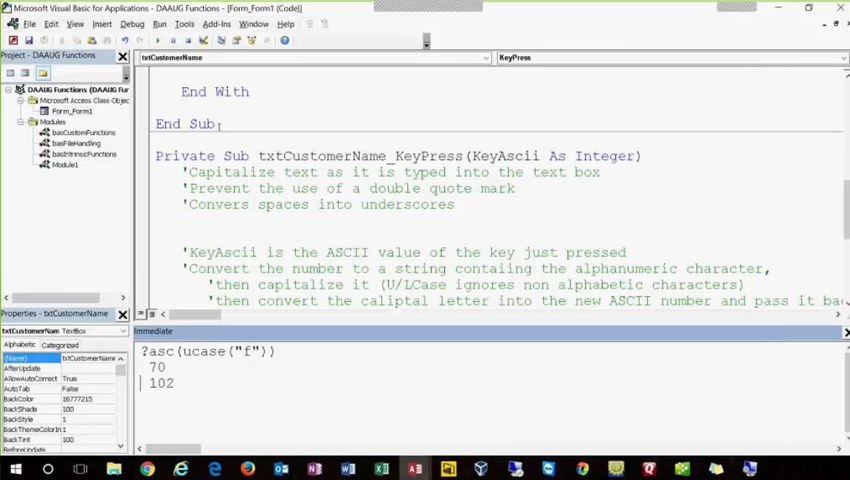 Microsoft Visual Basic for Applications - DAAUG Functions - [Form_Form1 (Code)]
File Edit View Insert Debug Run Tools Add-Ins Window Help
Project - DAAUG Functions
txtCustomerName
KeyPress
DAAUG Functions (DAAUG Func
Microsoft Access Class Objec
Form_Form1
Modules
basCustomFunctions
basFileHandling
basIntrinsicFunctions
Module1
End With
End Sub
Private Sub txtCustomerName_KeyPress(KeyAscii As Integer)
'Capitalize text as it is typed into the text box
'Prevent the use of a double quote mark
'Convers spaces into underscores
'KeyAscii is the ASCII value of the key just pressed
'Convert the number to a string contaiing the alphanumeric character,
'then capitalize it (U/LCase ignores non alphabetic characters)
'then convert the caliptal letter into the new ASCII number and pass it ba
Properties - txtCustomerName
txtCustomerName TextBox
Alphabetic Categorized
(Name) txtCustomerName
AfterUpdate
AllowAutoCorrect True
AutoTab False
BackColor 16777215
BackShade 100
BackStyle 1
BackThemeColorIn -1
BackTint 100
BeforeUpdate
Immediate
?asc(ucase("f"))
70
102